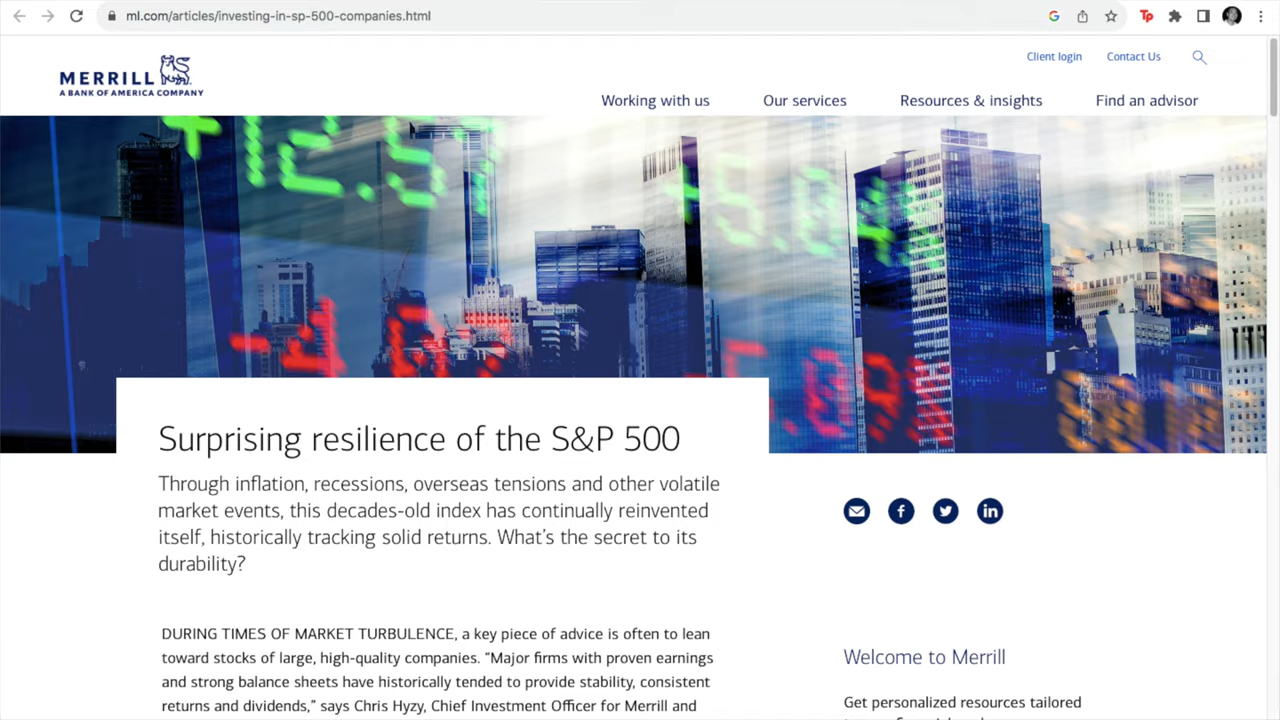 ml.com/articles/investing-in-sp-500-companies.html
Client login
Contact Us
MERRILL
A BANK OF AMERICA COMPANY
Working with us
Our services
Resources & insights
Find an advisor
Surprising resilience of the S&P 500
Through inflation, recessions, overseas tensions and other volatile
market events, this decades-old index has continually reinvented
itself, historically tracking solid returns. What’s the secret to its
durability?
DURING TIMES OF MARKET TURBULENCE, a key piece of advice is often to lean
toward stocks of large, high-quality companies. “Major firms with proven earnings
and strong balance sheets have historically tended to provide stability, consistent
returns and dividends,” says Chris Hyzy, Chief Investment Officer for Merrill and
Welcome to Merrill
Get personalized resources tailored